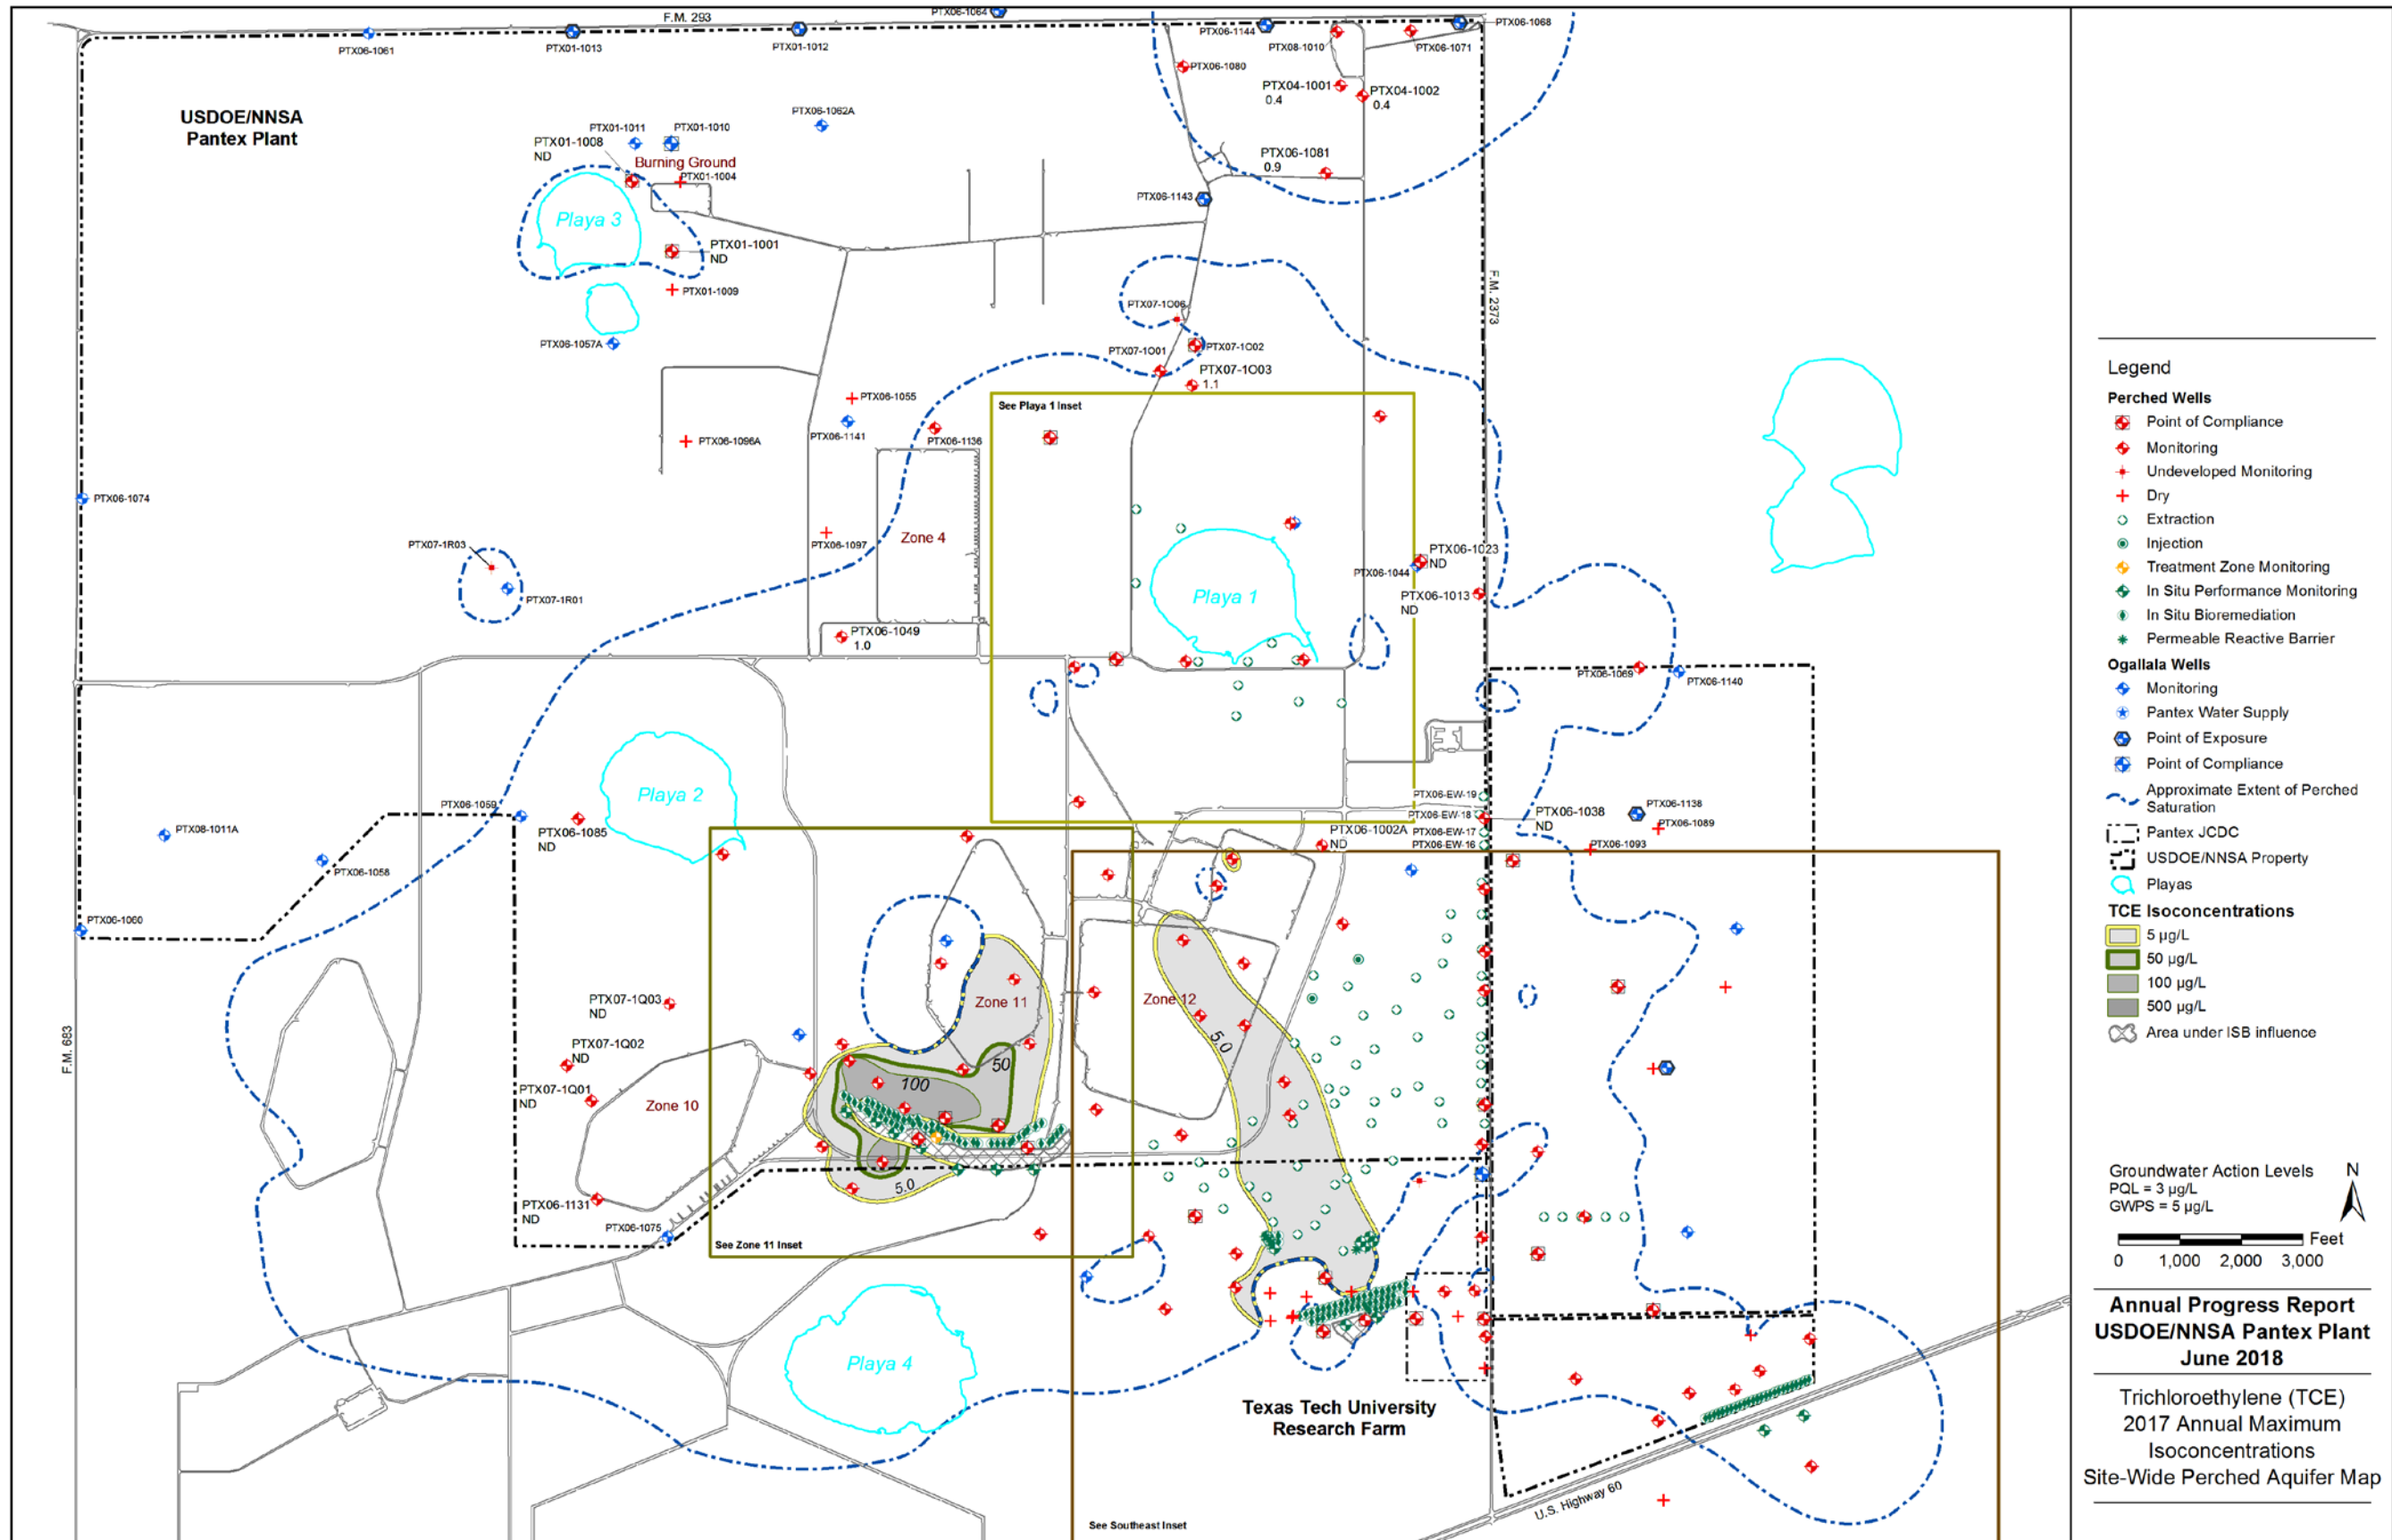 F.M. 293
PTX06-1064
PTX06-1061
PTX01-1013
PTX01-1012
PTX06-1144
PTX08-1010
PTX06-1071
PTX06-1068
PTX06-1080
PTX04-1001
0.4
PTX04-1002
0.4
USDOE/NNSA
Pantex Plant
PTX06-1062A
PTX01-1011
PTX01-1010
PTX01-1008
ND
Burning Ground
PTX01-1004
PTX06-1081
0.9
PTX06-1143
Playa 3
PTX01-1001
ND
PTX01-1009
PTX06-1057A
F.M. 2373
PTX07-1O06
PTX07-1O01
PTX07-1O02
PTX07-1O03
1.1
PTX06-1055
PTX06-1141
PTX06-1136
PTX06-1096A
See Playa 1 Inset
PTX06-1074
PTX06-1097
Zone 4
PTX07-1R03
PTX07-1R01
Playa 1
PTX06-1023
ND
PTX06-1044
PTX06-1013
ND
PTX06-1049
1.0
PTX06-1069
PTX06-1140
Playa 2
PTX06-1059
PTX06-1085
ND
PTX08-1011A
PTX06-1058
PTX06-1060
PTX06-EW-19
PTX06-EW-18
PTX06-EW-17
PTX06-EW-16
PTX06-1002A
ND
PTX06-1038
ND
PTX06-1138
PTX06-1089
PTX06-1093
F.M. 683
PTX07-1Q03
ND
PTX07-1Q02
ND
PTX07-1Q01
ND
Zone 10
PTX06-1131
ND
PTX06-1075
Zone 11
Zone 12
50
100
5.0
5.0
See Zone 11 Inset
Playa 4
Texas Tech University
Research Farm
U.S. Highway 60
See Southeast Inset
Legend
Perched Wells
Point of Compliance
Monitoring
Undeveloped Monitoring
Dry
Extraction
Injection
Treatment Zone Monitoring
In Situ Performance Monitoring
In Situ Bioremediation
Permeable Reactive Barrier
Ogallala Wells
Monitoring
Pantex Water Supply
Point of Exposure
Point of Compliance
Approximate Extent of Perched
Saturation
Pantex JCDC
USDOE/NNSA Property
Playas
TCE Isoconcentrations
5 µg/L
50 µg/L
100 µg/L
500 µg/L
Area under ISB influence
Groundwater Action Levels
PQL = 3 µg/L
GWPS = 5 µg/L
N
Feet
0 1,000 2,000 3,000
Annual Progress Report
USDOE/NNSA Pantex Plant
June 2018
Trichloroethylene (TCE)
2017 Annual Maximum
Isoconcentrations
Site-Wide Perched Aquifer Map